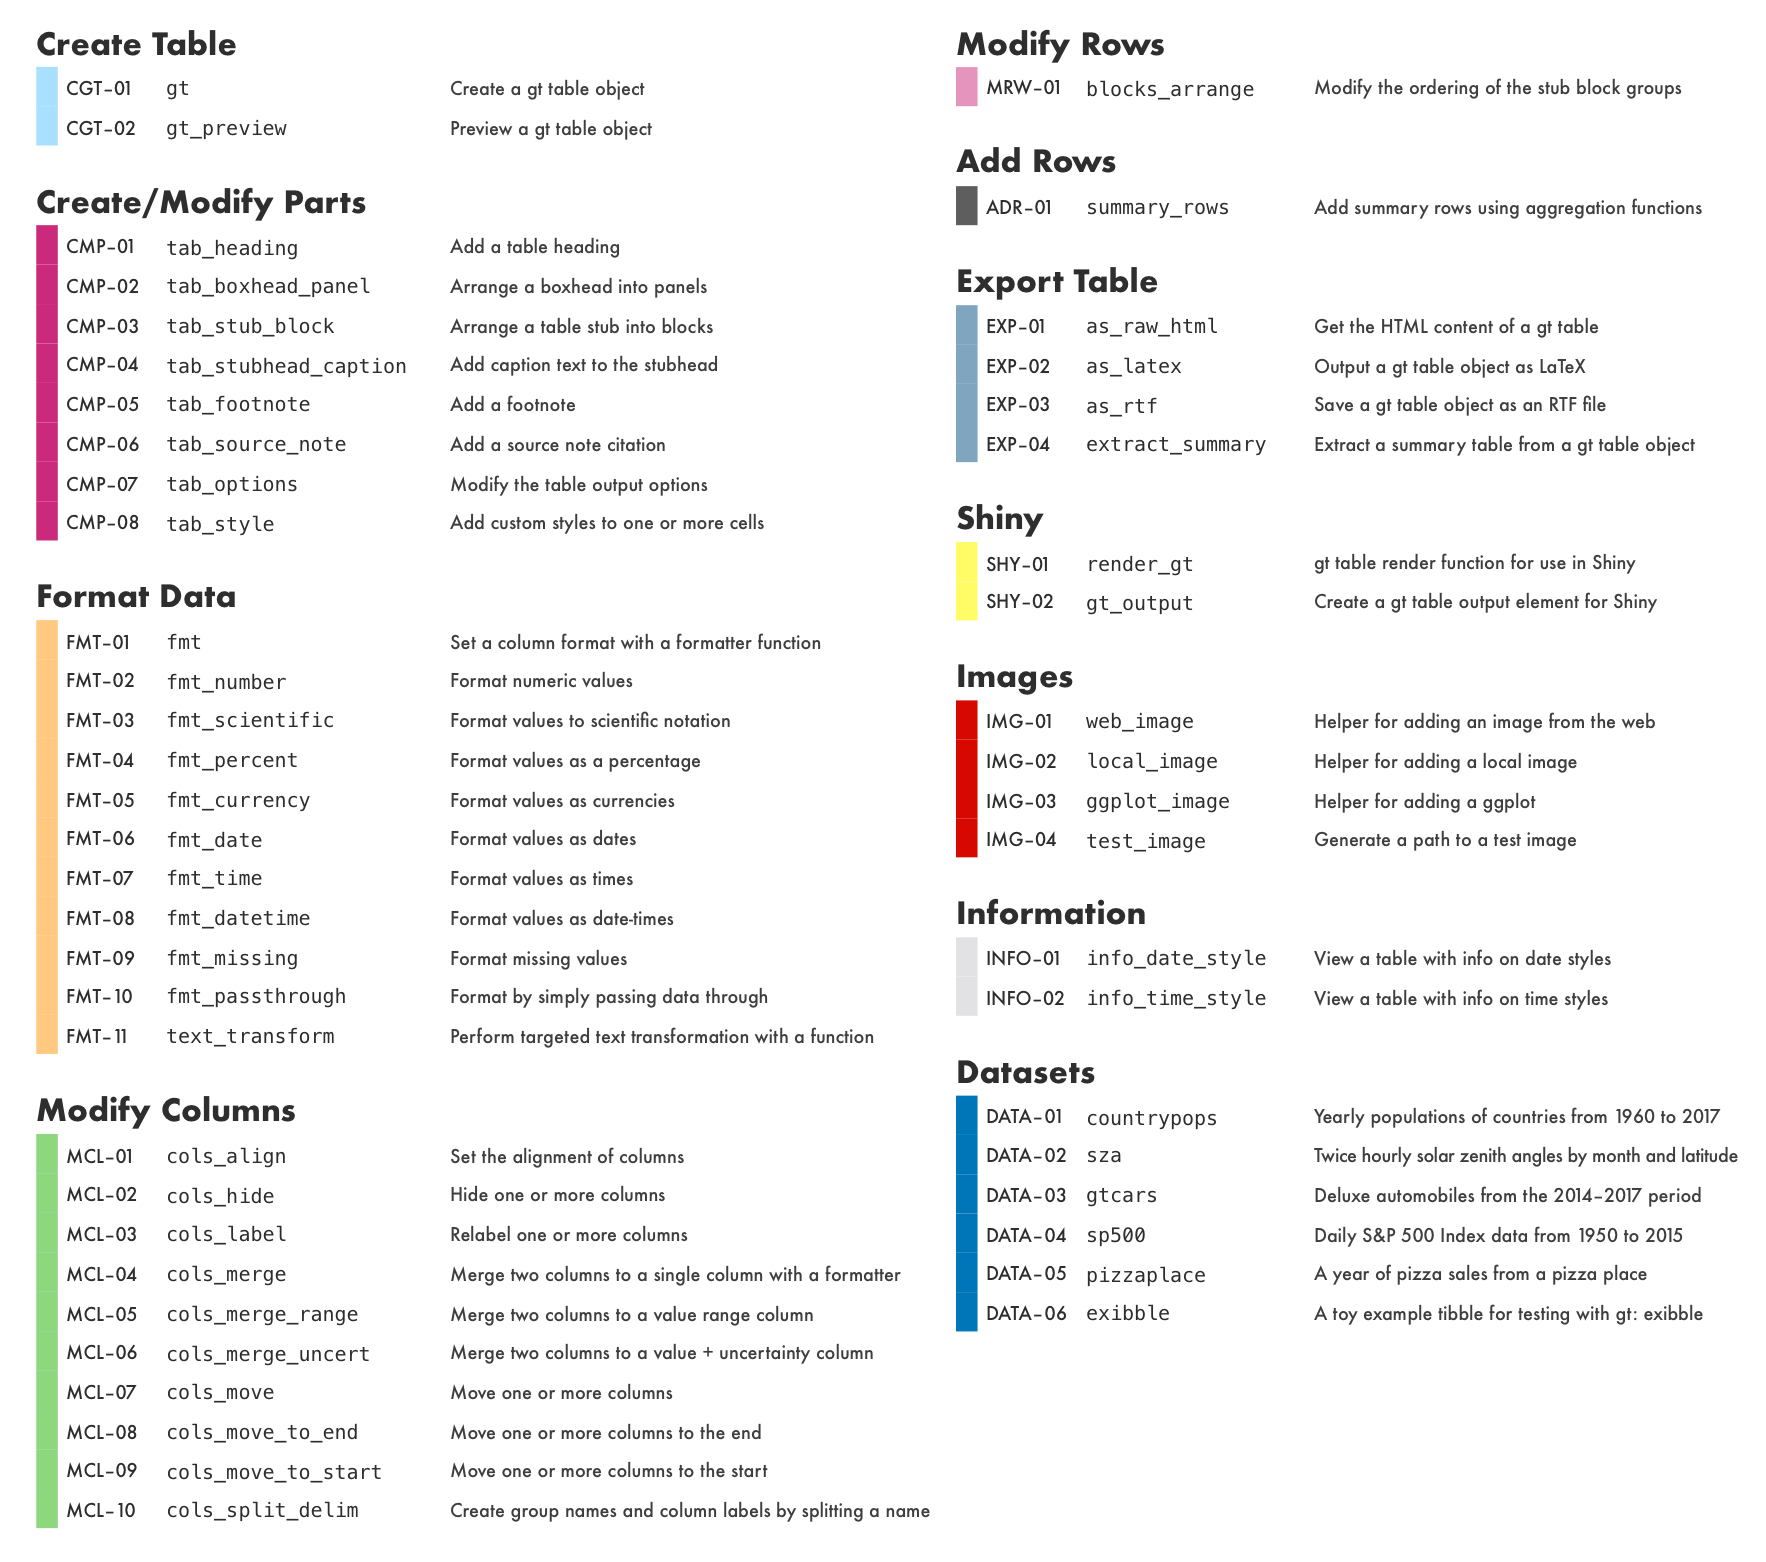 Create Table
CGT-01 gt Create a gt table object
CGT-02 gt_preview Preview a gt table object
Create/Modify Parts
CMP-01 tab_heading Add a table heading
CMP-02 tab_boxhead_panel Arrange a boxhead into panels
CMP-03 tab_stub_block Arrange a table stub into blocks
CMP-04 tab_stubhead_caption Add caption text to the stubhead
CMP-05 tab_footnote Add a footnote
CMP-06 tab_source_note Add a source note citation
CMP-07 tab_options Modify the table output options
CMP-08 tab_style Add custom styles to one or more cells
Format Data
FMT-01 fmt Set a column format with a formatter function
FMT-02 fmt_number Format numeric values
FMT-03 fmt_scientific Format values to scientific notation
FMT-04 fmt_percent Format values as a percentage
FMT-05 fmt_currency Format values as currencies
FMT-06 fmt_date Format values as dates
FMT-07 fmt_time Format values as times
FMT-08 fmt_datetime Format values as date-times
FMT-09 fmt_missing Format missing values
FMT-10 fmt_passthrough Format by simply passing data through
FMT-11 text_transform Perform targeted text transformation with a function
Modify Columns
MCL-01 cols_align Set the alignment of columns
MCL-02 cols_hide Hide one or more columns
MCL-03 cols_label Relabel one or more columns
MCL-04 cols_merge Merge two columns to a single column with a formatter
MCL-05 cols_merge_range Merge two columns to a value range column
MCL-06 cols_merge_uncert Merge two columns to a value + uncertainty column
MCL-07 cols_move Move one or more columns
MCL-08 cols_move_to_end Move one or more columns to the end
MCL-09 cols_move_to_start Move one or more columns to the start
MCL-10 cols_split_delim Create group names and column labels by splitting a name
Modify Rows
MRW-01 blocks_arrange Modify the ordering of the stub block groups
Add Rows
ADR-01 summary_rows Add summary rows using aggregation functions
Export Table
EXP-01 as_raw_html Get the HTML content of a gt table
EXP-02 as_latex Output a gt table object as LaTeX
EXP-03 as_rtf Save a gt table object as an RTF file
EXP-04 extract_summary Extract a summary table from a gt table object
Shiny
SHY-01 render_gt gt table render function for use in Shiny
SHY-02 gt_output Create a gt table output element for Shiny
Images
IMG-01 web_image Helper for adding an image from the web
IMG-02 local_image Helper for adding a local image
IMG-03 ggplot_image Helper for adding a ggplot
IMG-04 test_image Generate a path to a test image
Information
INFO-01 info_date_style View a table with info on date styles
INFO-02 info_time_style View a table with info on time styles
Datasets
DATA-01 countrypops Yearly populations of countries from 1960 to 2017
DATA-02 sza Twice hourly solar zenith angles by month and latitude
DATA-03 gtcars Deluxe automobiles from the 2014-2017 period
DATA-04 sp500 Daily S&P 500 Index data from 1950 to 2015
DATA-05 pizzaplace A year of pizza sales from a pizza place
DATA-06 exibble A toy example tibble for testing with gt: exibble